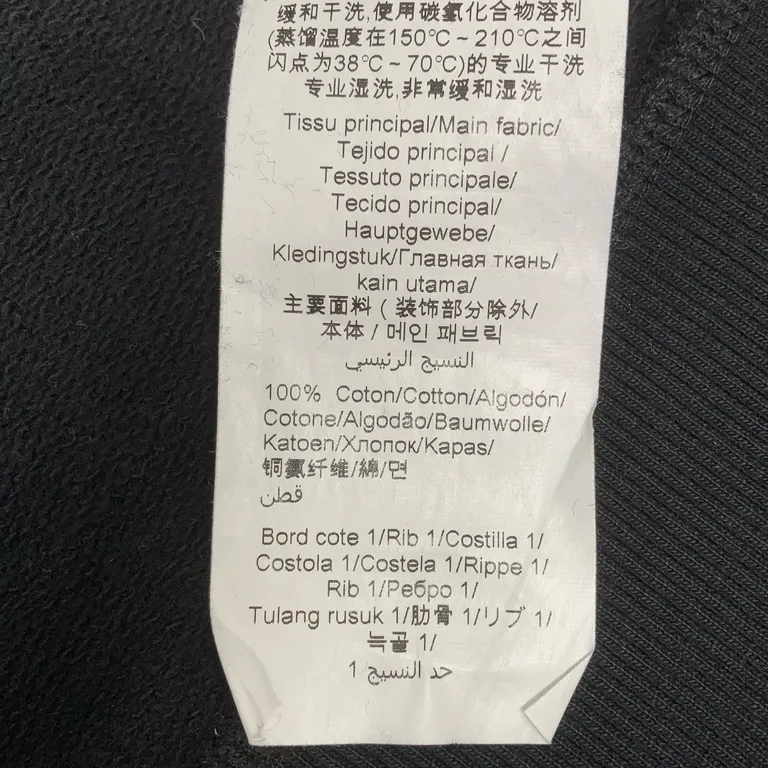 缓和干洗,使用碳氢化合物溶剂
(蒸馏温度在150℃~210℃之间
闪点为38℃~70℃)的专业干洗
专业湿洗,非常缓和湿洗
Tissu principal/Main fabric/
Tejido principal /
Tessuto principale/
Tecido principal/
Hauptgewebe/
Kledingstuk/Главная ткань/
kain utama/
主要面料 ( 装饰部分除外/
本体 / 메인 패브릭
النسيج الرئيسي
100% Coton/Cotton/Algodón/
Cotone/Algodão/Baumwolle/
Katoen/Хлопок/Kapas/
铜氨纤维/綿/면
قطن
Bord cote 1/Rib 1/Costilla 1/
Costola 1/Costela 1/Rippe 1/
Rib 1/Ребро 1/
Tulang rusuk 1/肋骨 1/リブ 1/
늑골 1/
حد النسيج 1